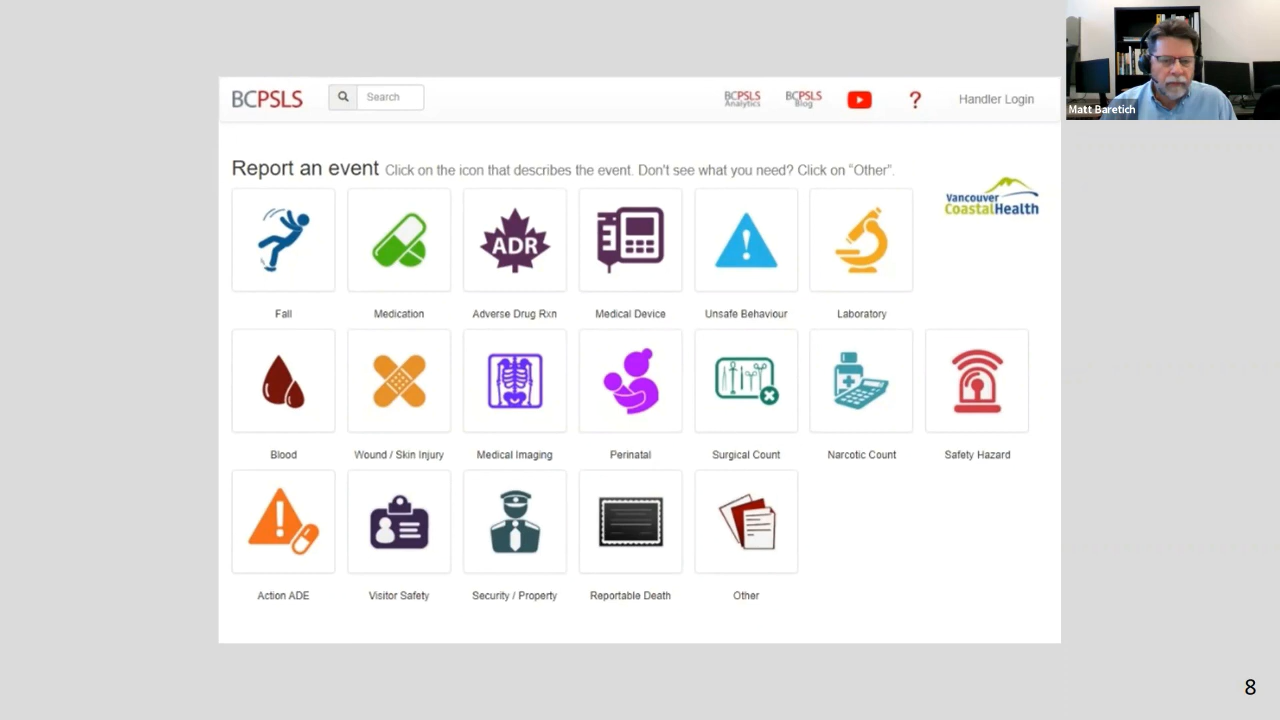 BCPSLS
Search
BCPSLS
Analytics
BCPSLS
Blog
?
Handler Login
Matt Baretich
Report an event Click on the icon that describes the event. Don't see what you need? Click on “Other”.
Vancouver
CoastalHealth
ADR
!
Fall
Medication
Adverse Drug Rxn
Medical Device
Unsafe Behaviour
Laboratory
Blood
Wound / Skin Injury
Medical Imaging
Perinatal
Surgical Count
Narcotic Count
Safety Hazard
!
Action ADE
Visitor Safety
Security / Property
Reportable Death
Other
8